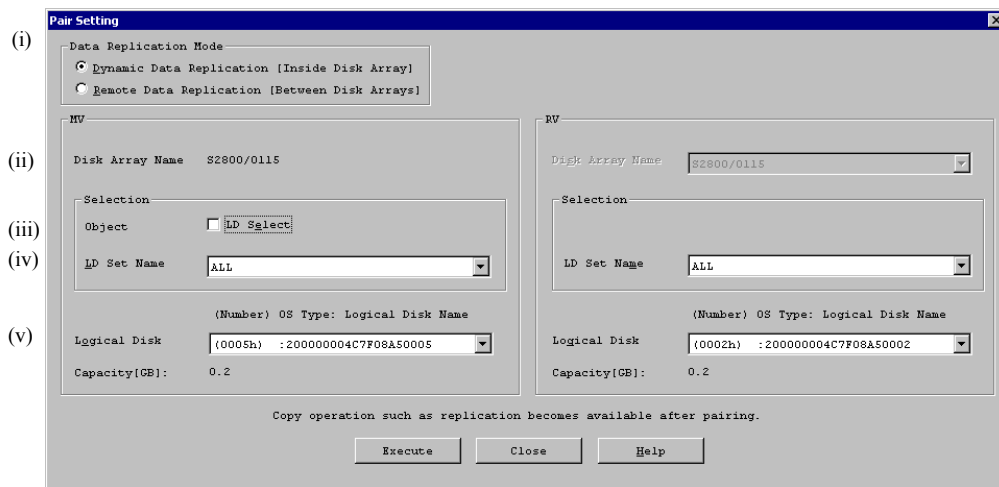 Pair Setting
(i)
Data Replication Mode
Dynamic Data Replication [Inside Disk Array]
Remote Data Replication [Between Disk Arrays]
MV
RV
(ii)
Disk Array Name S2800/0115
Disk Array Name S2800/0115
Selection
Selection
(iii)
Object LD Select
(iv)
LD Set Name ALL
LD Set Name ALL
(Number) OS Type: Logical Disk Name
(Number) OS Type: Logical Disk Name
(v)
Logical Disk (0005h) :200000004C7F08A50005
Logical Disk (0002h) :200000004C7F08A50002
Capacity[GB]: 0.2
Capacity[GB]: 0.2
Copy operation such as replication becomes available after pairing.
Execute Close Help